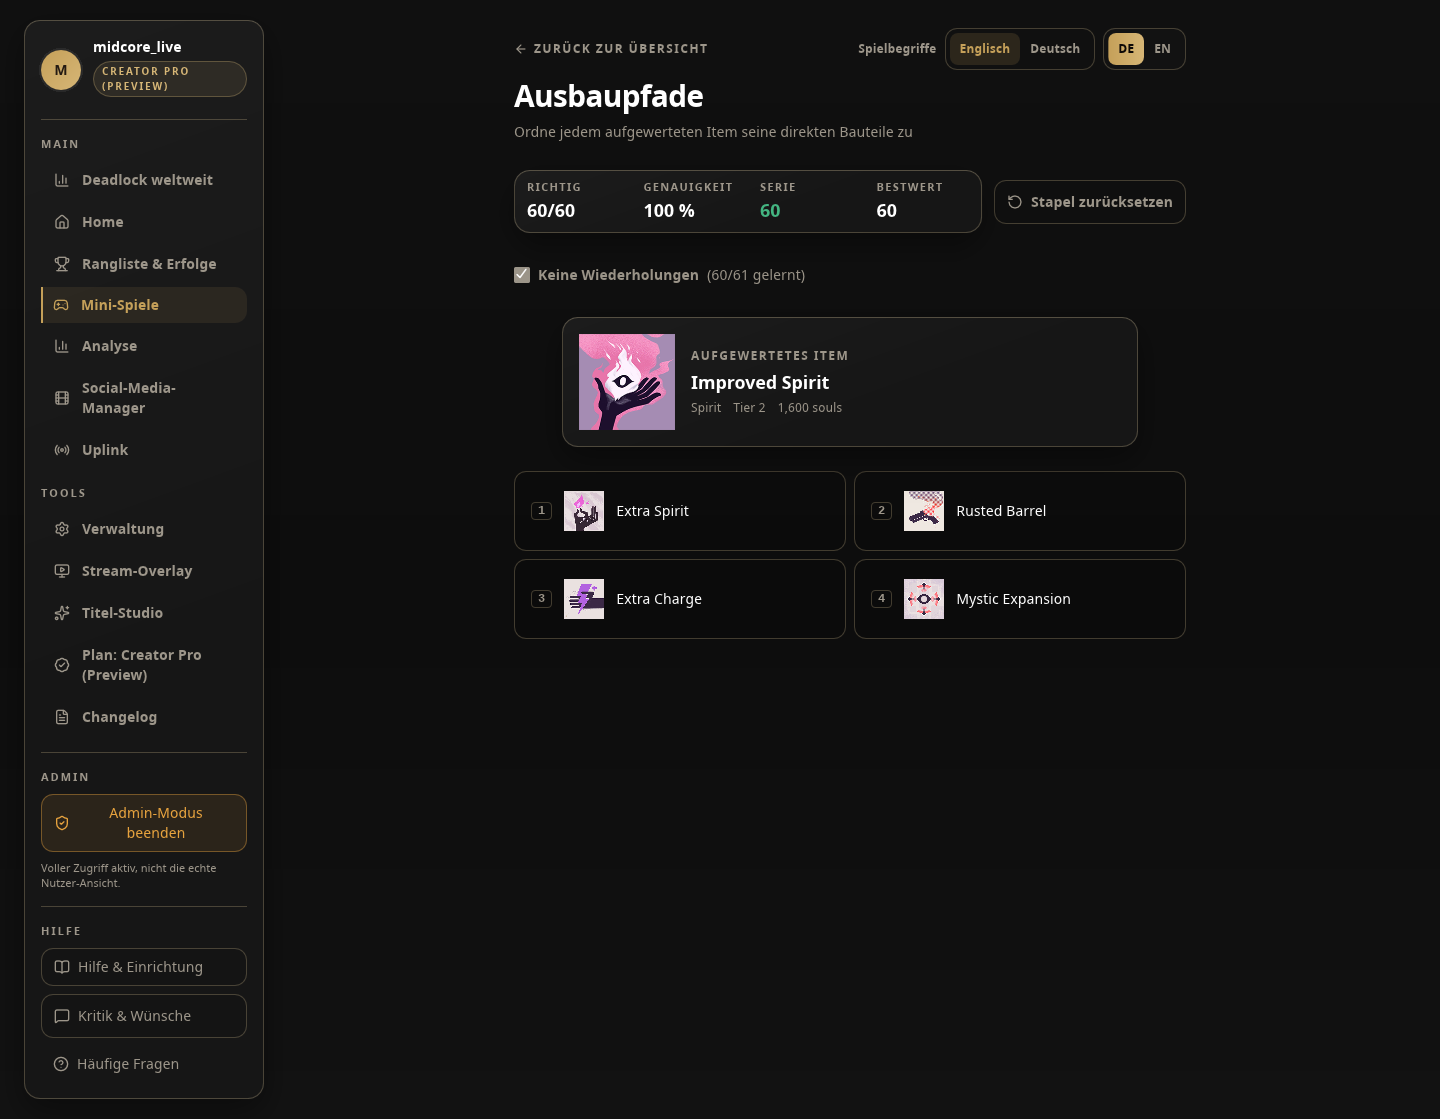 M
midcore_live
CREATOR PRO
(PREVIEW)
MAIN
Deadlock weltweit
Home
Rangliste & Erfolge
Mini-Spiele
Analyse
Social-Media-
Manager
Uplink
TOOLS
Verwaltung
Stream-Overlay
Titel-Studio
Plan: Creator Pro
(Preview)
Changelog
ADMIN
Admin-Modus
beenden
Voller Zugriff aktiv, nicht die echte
Nutzer-Ansicht.
HILFE
Hilfe & Einrichtung
Kritik & Wünsche
Häufige Fragen
ZURÜCK ZUR ÜBERSICHT
Spielbegriffe
Englisch
Deutsch
DE
EN
Ausbaupfade
Ordne jedem aufgewerteten Item seine direkten Bauteile zu
RICHTIG
60/60
GENAUIGKEIT
100 %
SERIE
60
BESTWERT
60
Stapel zurücksetzen
Keine Wiederholungen (60/61 gelernt)
AUFGEWERTETES ITEM
Improved Spirit
Spirit Tier 2 1,600 souls
1 Extra Spirit
2 Rusted Barrel
3 Extra Charge
4 Mystic Expansion